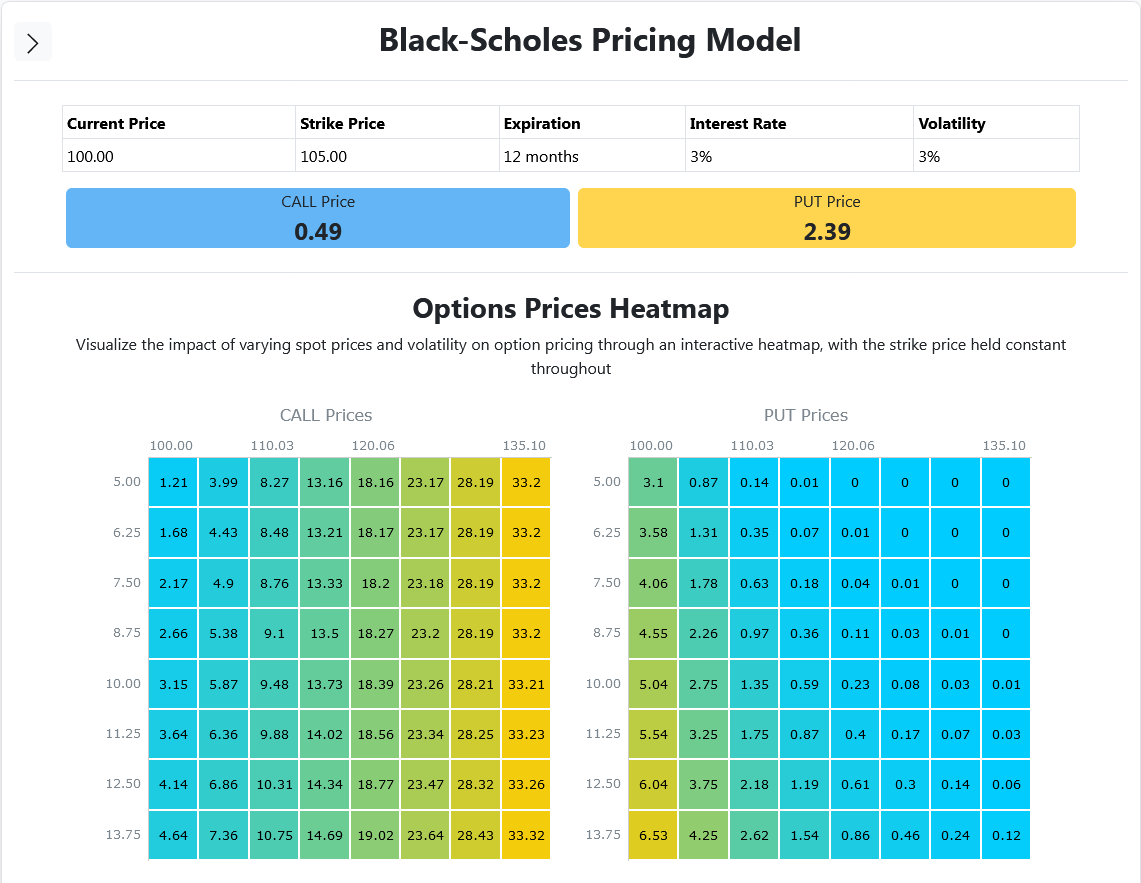 Black-Scholes Pricing Model
Current Price Strike Price Expiration Interest Rate Volatility
100.00 105.00 12 months 3% 3%
CALL Price PUT Price
0.49 2.39
Options Prices Heatmap
Visualize the impact of varying spot prices and volatility on option pricing through an interactive heatmap, with the strike price held constant
throughout
CALL Prices
100.00 110.03 120.06 135.10
5.00 1.21 3.99 8.27 13.16 18.16 23.17 28.19 33.2
6.25 1.68 4.43 8.48 13.21 18.17 23.17 28.19 33.2
7.50 2.17 4.9 8.76 13.33 18.2 23.18 28.19 33.2
8.75 2.66 5.38 9.1 13.5 18.27 23.2 28.19 33.2
10.00 3.15 5.87 9.48 13.73 18.39 23.26 28.21 33.21
11.25 3.64 6.36 9.88 14.02 18.56 23.34 28.25 33.23
12.50 4.14 6.86 10.31 14.34 18.77 23.47 28.32 33.26
13.75 4.64 7.36 10.75 14.69 19.02 23.64 28.43 33.32
PUT Prices
100.00 110.03 120.06 135.10
5.00 3.1 0.87 0.14 0.01 0 0 0 0
6.25 3.58 1.31 0.35 0.07 0.01 0 0 0
7.50 4.06 1.78 0.63 0.18 0.04 0.01 0 0
8.75 4.55 2.26 0.97 0.36 0.11 0.03 0.01 0
10.00 5.04 2.75 1.35 0.59 0.23 0.08 0.03 0.01
11.25 5.54 3.25 1.75 0.87 0.4 0.17 0.07 0.03
12.50 6.04 3.75 2.18 1.19 0.61 0.3 0.14 0.06
13.75 6.53 4.25 2.62 1.54 0.86 0.46 0.24 0.12